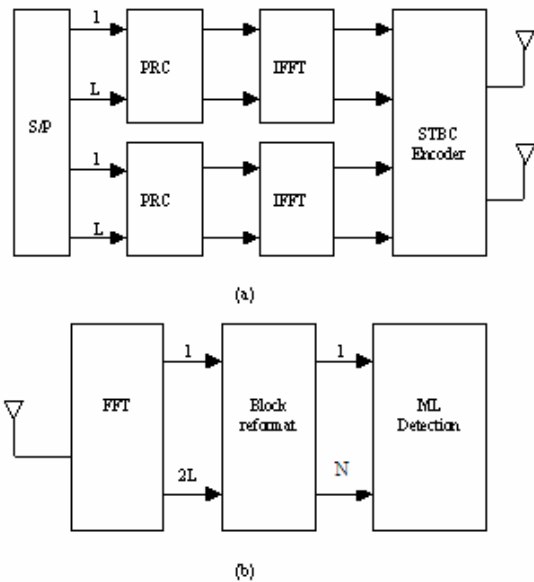 1
PRC
IFFT
L
S/P
STBC
Encoder
1
PRC
IFFT
L
(a)
1
FFT
Block
reformat
1
ML
Detection
2L
N
(b)